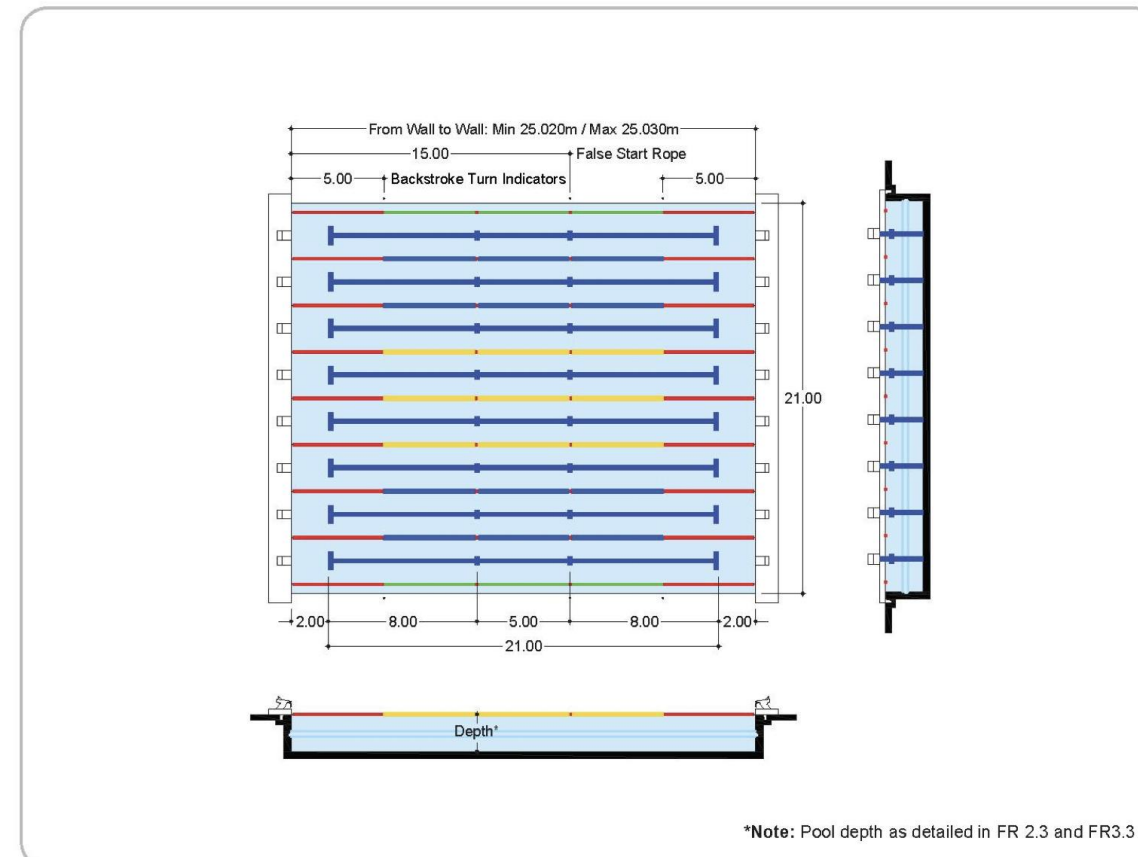 From Wall to Wall: Min 25.020m / Max 25.030m
15.00 False Start Rope
5.00 Backstroke Turn Indicators 5.00
21.00
2.00 8.00 5.00 8.00 2.00
21.00
Depth*
*Note: Pool depth as detailed in FR 2.3 and FR3.3